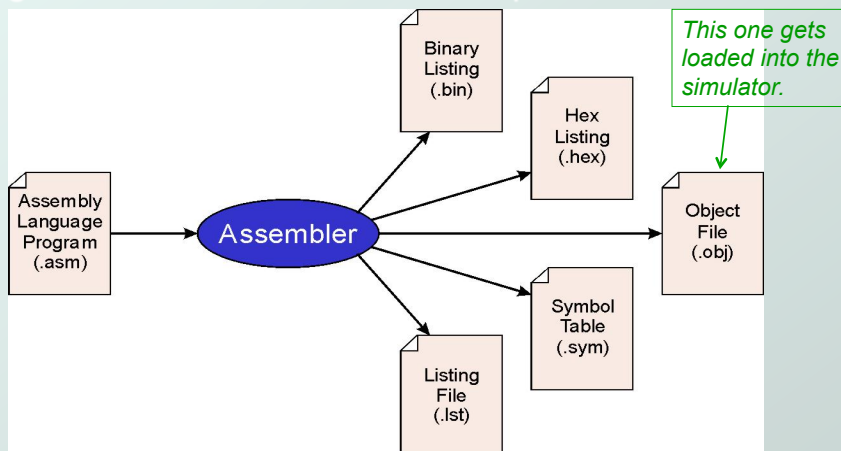 This one gets
loaded into the
simulator.
Binary
Listing
(.bin)
Hex
Listing
(.hex)
Assembly
Language
Program
(.asm)
Assembler
Object
File
(.obj)
Symbol
Table
(.sym)
Listing
File
(.lst)